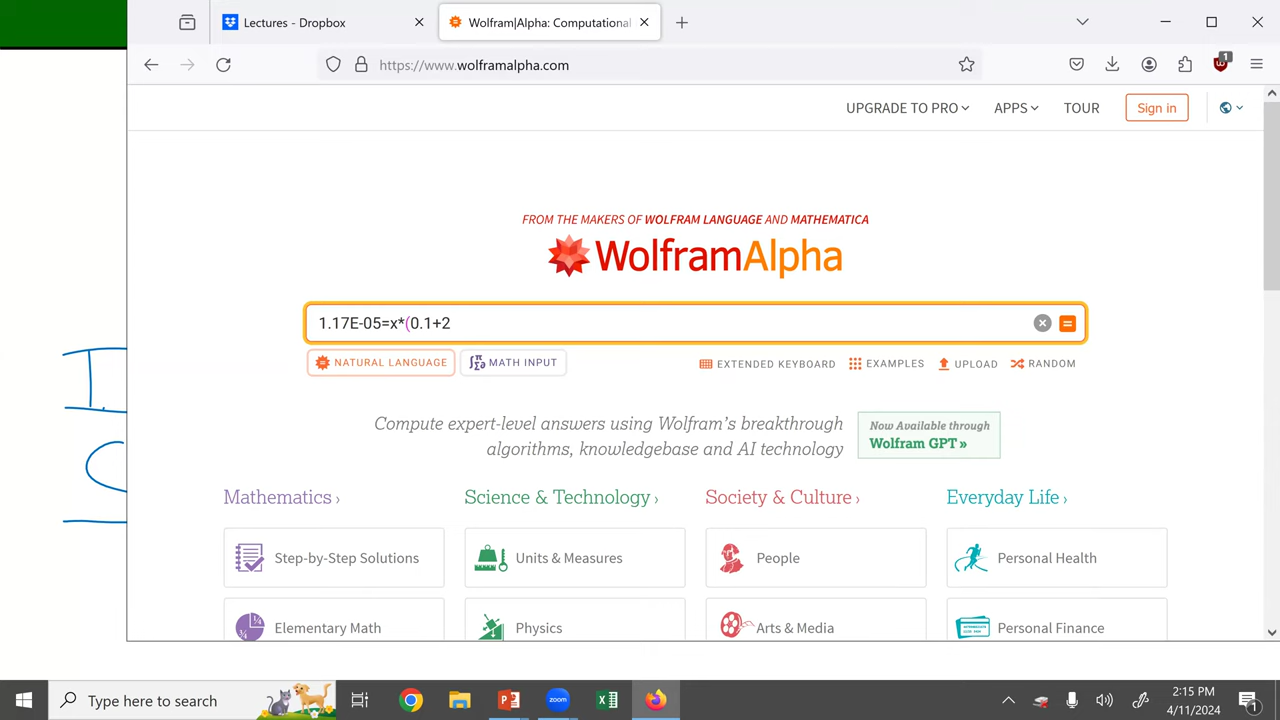 Lectures - Dropbox
Wolfram|Alpha: Computational
https://www.wolframalpha.com
1
UPGRADE TO PRO
APPS
TOUR
Sign in
FROM THE MAKERS OF WOLFRAM LANGUAGE AND MATHEMATICA
WolframAlpha
1.17E-05=x*(0.1+2
NATURAL LANGUAGE
MATH INPUT
EXTENDED KEYBOARD
EXAMPLES
UPLOAD
RANDOM
Compute expert-level answers using Wolfram's breakthrough
algorithms, knowledgebase and AI technology
Now Available through
Wolfram GPT »
Mathematics ›
Science & Technology ›
Society & Culture ›
Everyday Life ›
Step-by-Step Solutions
Units & Measures
People
Personal Health
Elementary Math
Physics
Arts & Media
Personal Finance
Type here to search
zoom
2:15 PM
4/11/2024
1